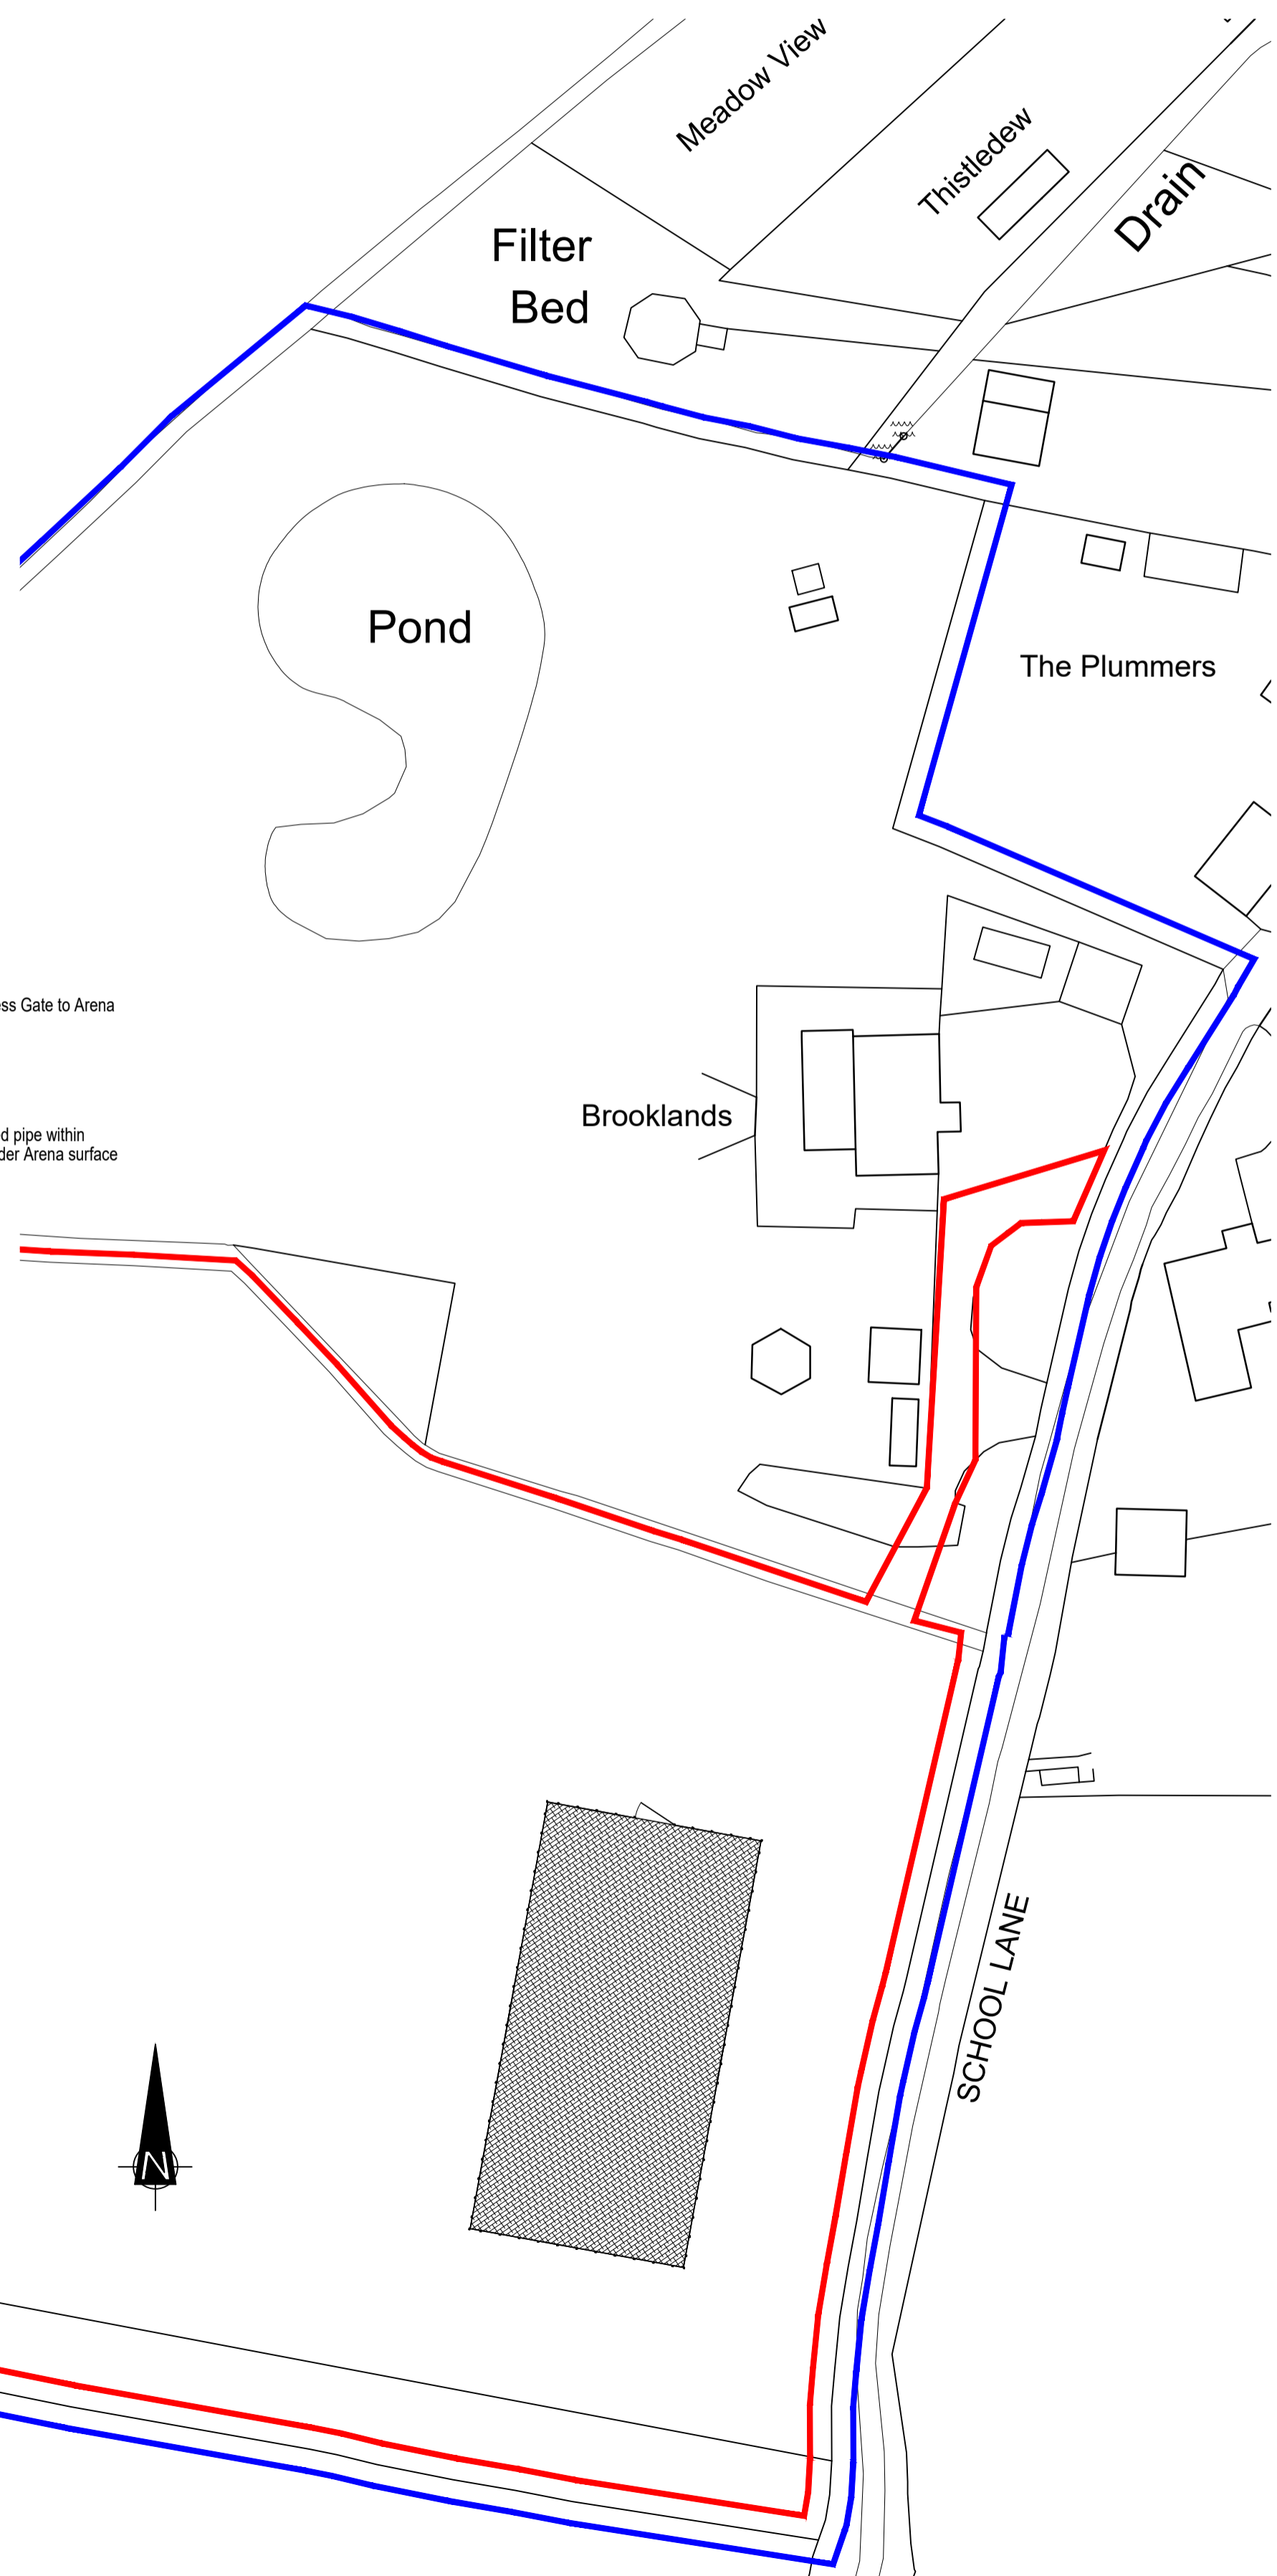 Meadow View
Thistledew
Drain
Filter
Bed
Pond
The Plummers
ss Gate to Arena
Brooklands
d pipe within
der Arena surface
SCHOOL LANE
N